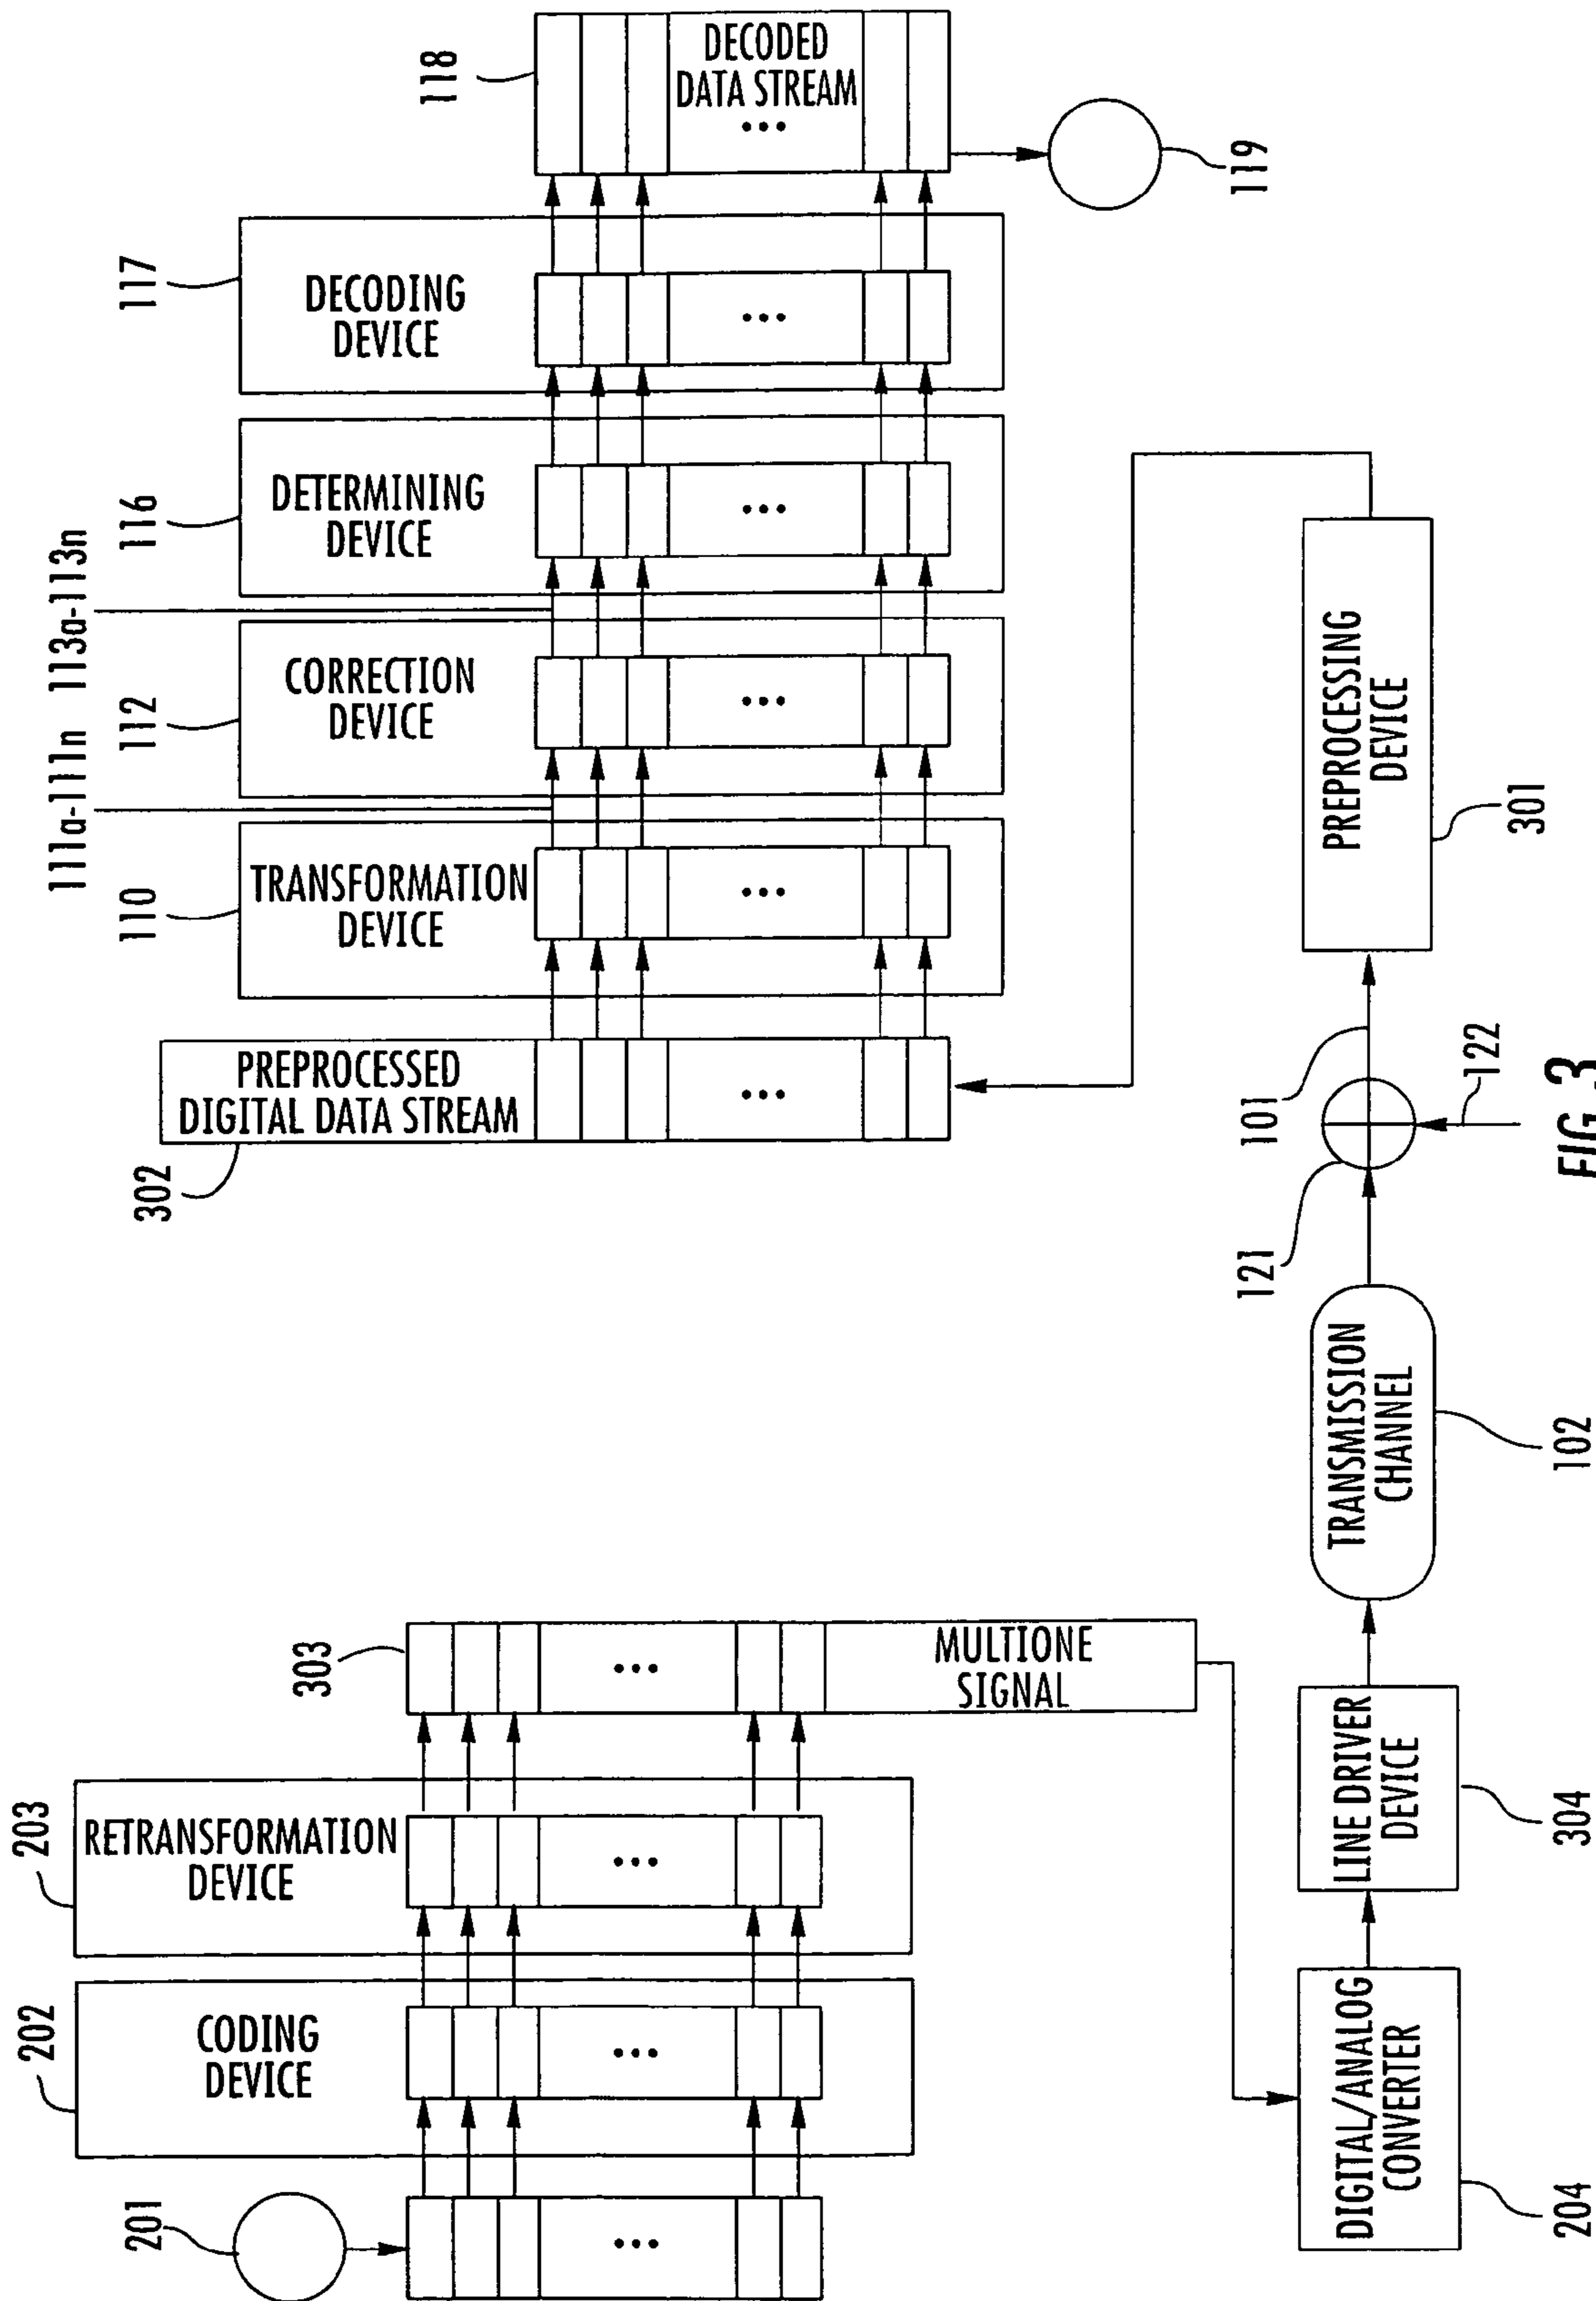 201
202
CODING
DEVICE
203
RETRANSFORMATION
DEVICE
303
MULTIONE
SIGNAL
DIGITAL/ANALOG
CONVERTER
204
LINE DRIVER
DEVICE
304
TRANSMISSION
CHANNEL
102
121
101
122
PREPROCESSING
DEVICE
301
302
PREPROCESSED
DIGITAL DATA STREAM
110
TRANSFORMATION
DEVICE
111a-111n
112
CORRECTION
DEVICE
113a-113n
116
DETERMINING
DEVICE
117
DECODING
DEVICE
118
DECODED
DATA STREAM
119
FIG. 3